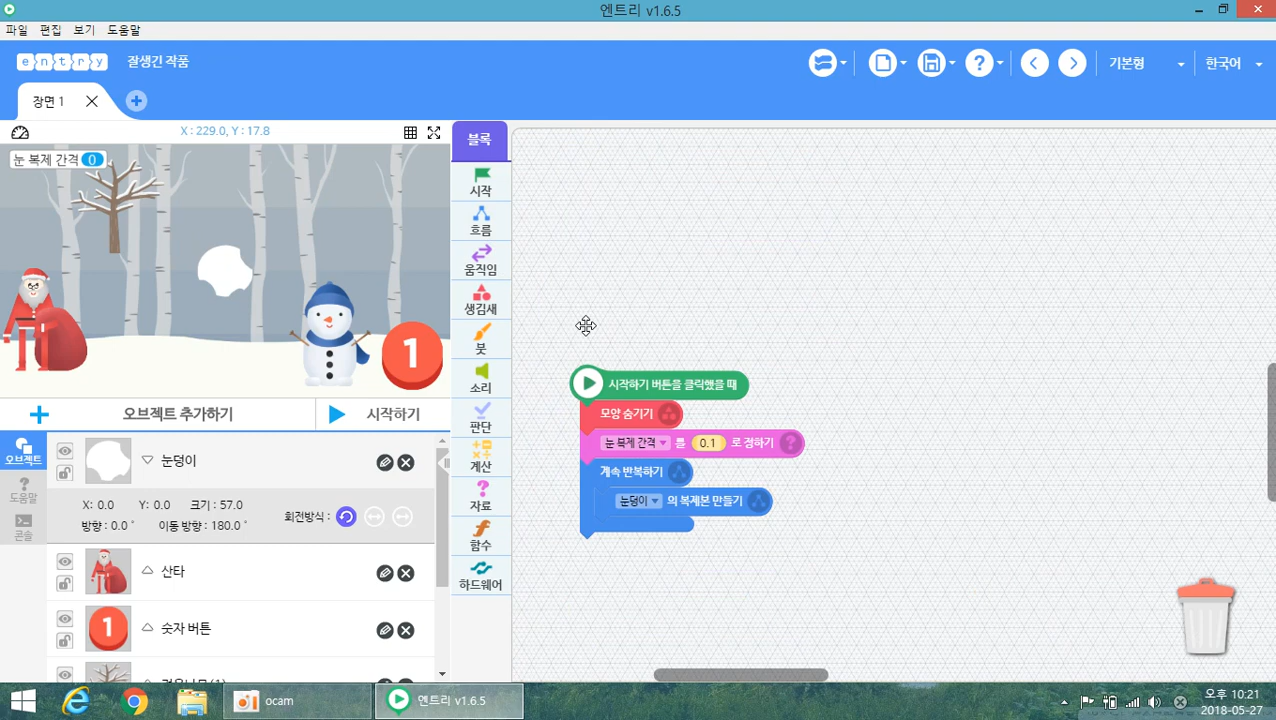 엔트리 v1.6.5
파일 편집 보기 도움말
entry 잘생긴 작품 기본형 한국어
장면 1
X : 229.0, Y : 17.8
눈 복제 간격 0
1
블록
시작
흐름
움직임
생김새
붓
소리
판단
계산
자료
함수
하드웨어
시작하기 버튼을 클릭했을 때
모양 숨기기
눈 복제 간격 를 0.1 로 정하기
계속 반복하기
눈덩이 의 복제본 만들기
오브젝트 추가하기 시작하기
오브젝트
도움말
콘솔
눈덩이
X: 0.0 Y: 0.0 크기 : 57.0
방향 : 0.0 ° 이동 방향 : 180.0 ° 회전방식 :
산타
1 숫자 버튼
ocam
엔트리 v1.6.5
오후 10:21
2018-05-27